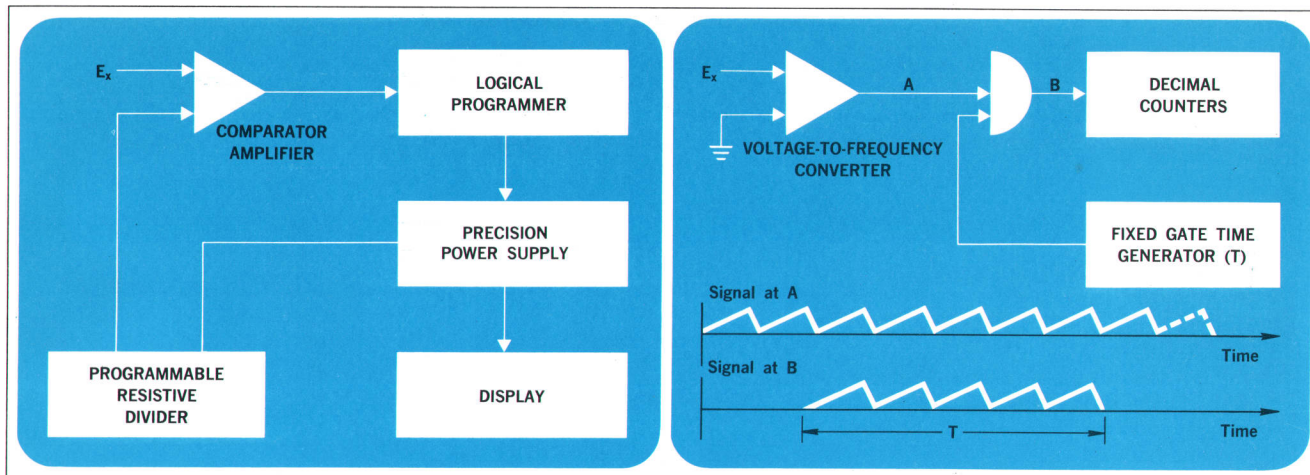 Eₓ
COMPARATOR
AMPLIFIER
LOGICAL
PROGRAMMER
PRECISION
POWER SUPPLY
PROGRAMMABLE
RESISTIVE
DIVIDER
DISPLAY
Eₓ
A
B
DECIMAL
COUNTERS
VOLTAGE-TO-FREQUENCY
CONVERTER
FIXED GATE TIME
GENERATOR (T)
Signal at A
Time
Signal at B
Time
T